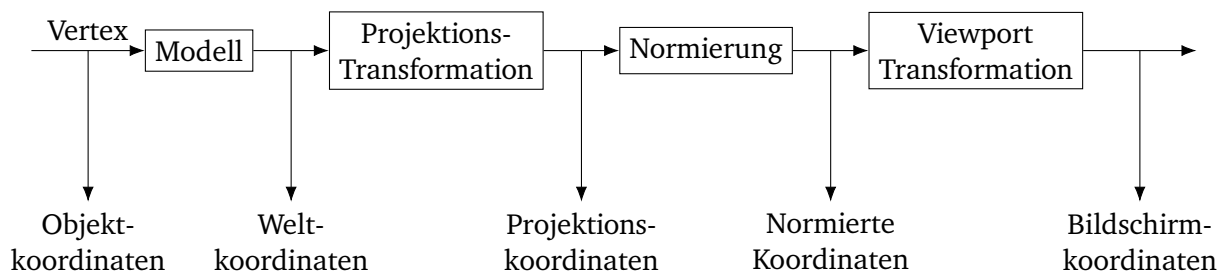 Vertex
Modell
Projektions-
Transformation
Normierung
Viewport
Transformation
Objekt-
koordinaten
Welt-
koordinaten
Projektions-
koordinaten
Normierte
Koordinaten
Bildschirm-
koordinaten